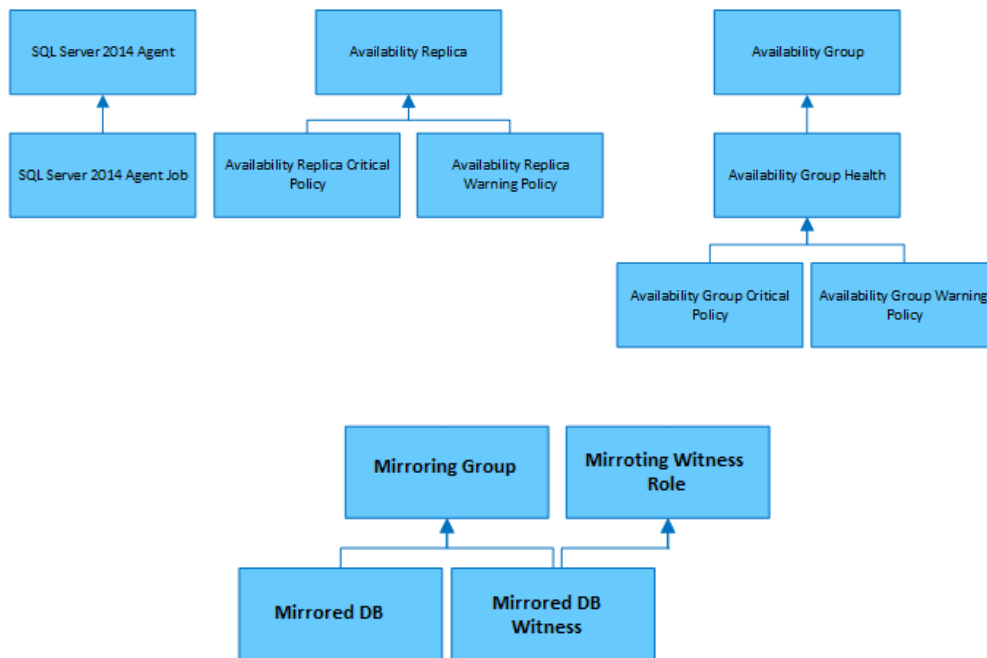 SQL Server 2014 Agent
Availability Replica
Availability Group
SQL Server 2014 Agent Job
Availability Replica Critical
Policy
Availability Replica
Warning Policy
Availability Group Health
Availability Group Critical
Policy
Availability Group Warning
Policy
Mirroring Group
Mirroting Witness
Role
Mirrored DB
Mirrored DB
Witness